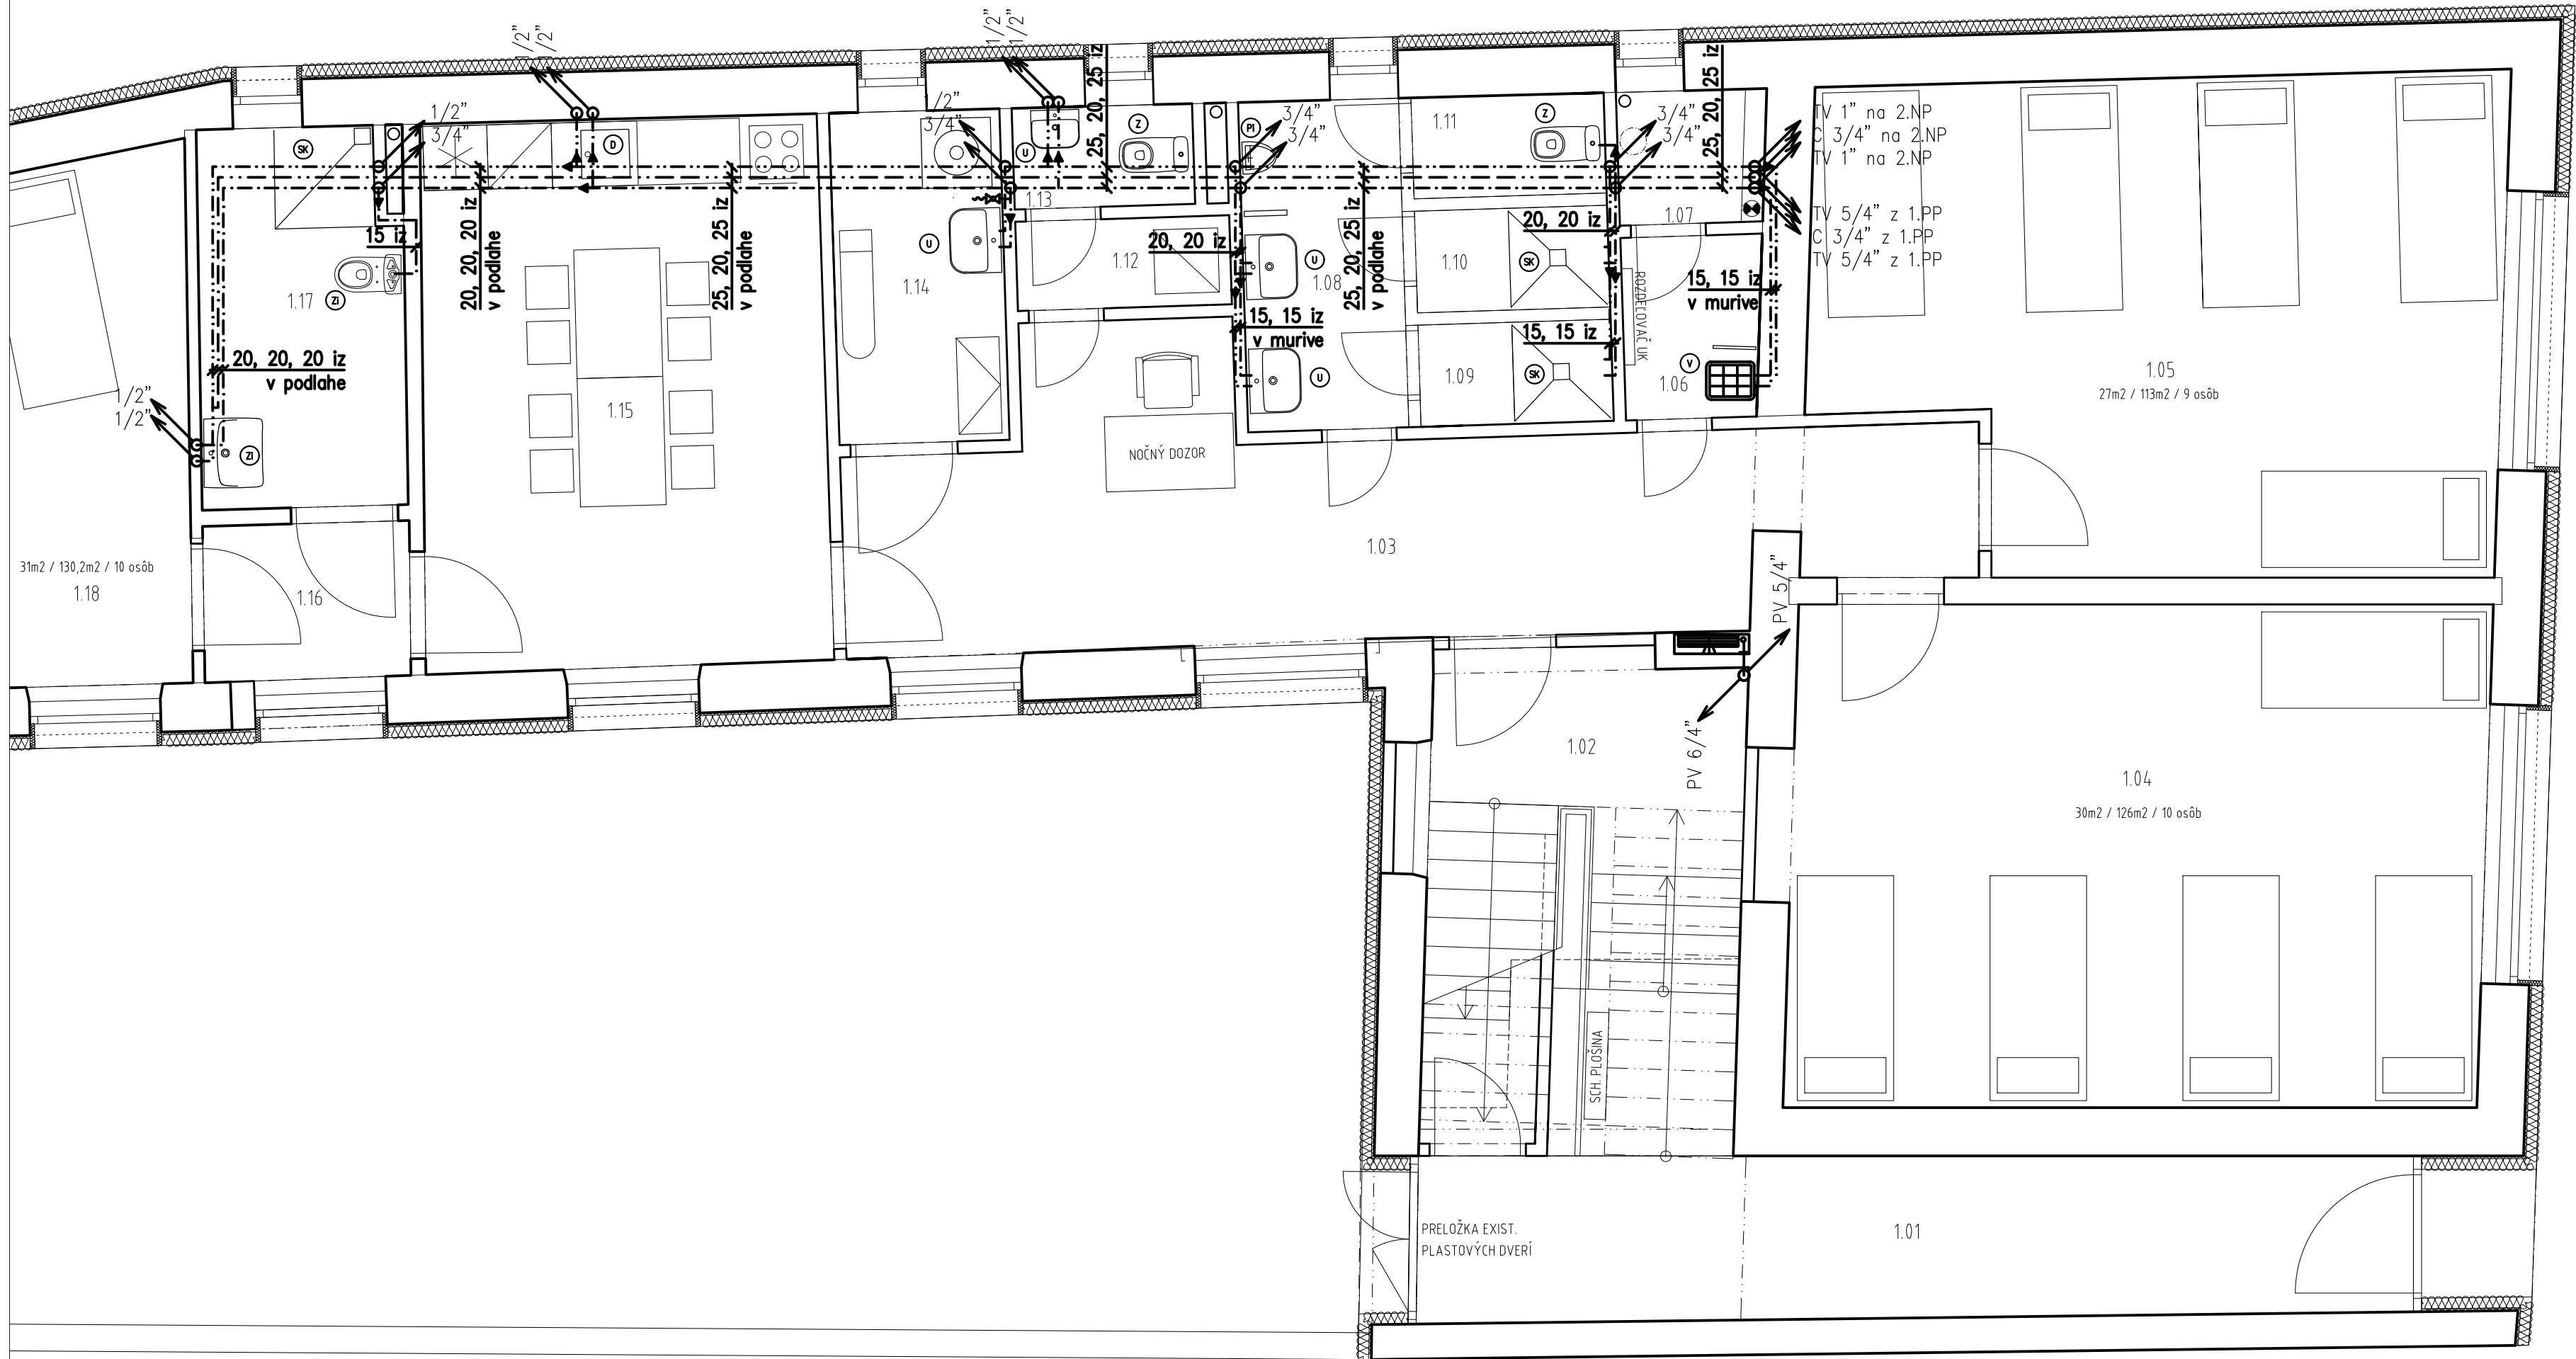 1/2”
1/2”
1/2”
1/2”
1/2”
3/4”
SK
D
1/2”
3/4”
U
Z
25, 20, 25 iz
PI
3/4”
3/4”
1.11
Z
3/4”
3/4”
25, 20, 25 iz
TV 1” na 2.NP
C 3/4” na 2.NP
TV 1” na 2.NP
TV 5/4” z 1.PP
C 3/4” z 1.PP
TV 5/4” z 1.PP
15 iz
20, 20, 20 iz
v podlahe
25, 20, 25 iz
v podlahe
1.13
U
20, 20 iz
1.12
U
1.08
25, 20, 25 iz
v podlahe
1.10
20, 20 iz
SK
1.07
1.17
ZI
1.14
15, 15 iz
v murive
15, 15 iz
ROZDEĽOVAČ UK
15, 15 iz
v murive
20, 20, 20 iz
v podlahe
1/2”
1/2”
ZI
1.15
NOČNÝ DOZOR
U
1.09
SK
1.06
V
1.05
27m2 / 113m2 / 9 osôb
31m2 / 130,2m2 / 10 osôb
1.18
1.16
1.03
PV 5/4”
PV 6/4”
1.02
1.04
30m2 / 126m2 / 10 osôb
SCH. PLOŠINA
PRELOŽKA EXIST.
PLASTOVÝCH DVERÍ
1.01